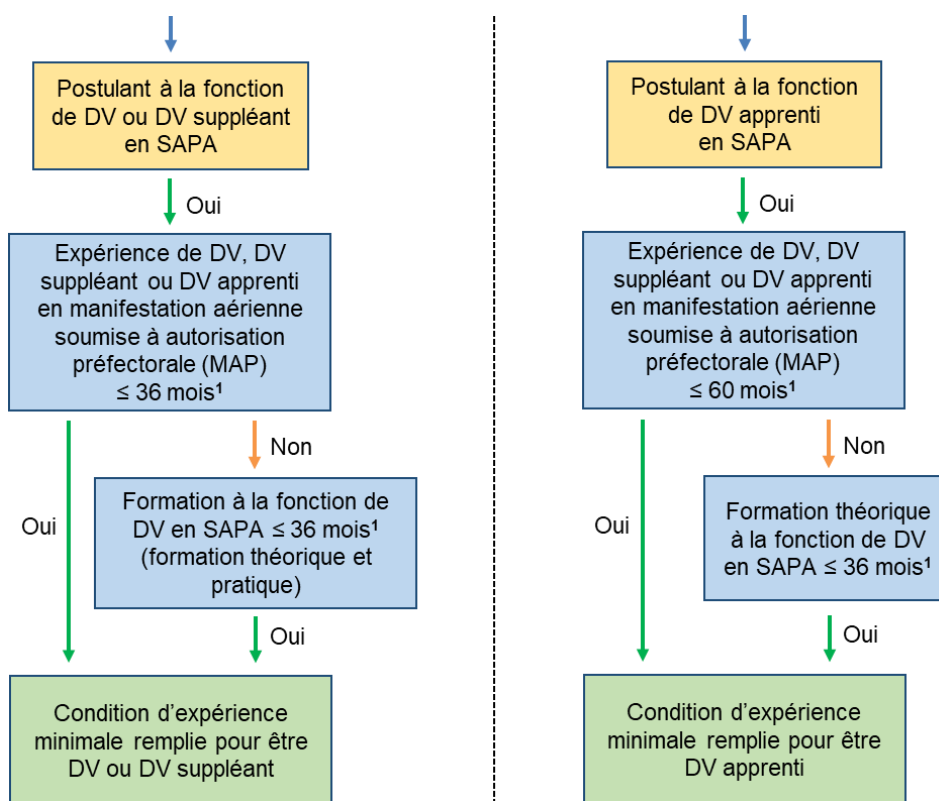 Postulant à la fonction
de DV ou DV suppléant
en SAPA
Oui
Expérience de DV, DV
suppléant ou DV apprenti
en manifestation aérienne
soumise à autorisation
préfectorale (MAP)
≤ 36 mois¹
Non
Oui
Formation à la fonction de
DV en SAPA ≤ 36 mois¹
(formation théorique et
pratique)
Oui
Condition d'expérience
minimale remplie pour être
DV ou DV suppléant
Postulant à la fonction
de DV apprenti
en SAPA
Oui
Expérience de DV, DV
suppléant ou DV apprenti
en manifestation aérienne
soumise à autorisation
préfectorale (MAP)
≤ 60 mois¹
Non
Oui
Formation théorique
à la fonction de DV
en SAPA ≤ 36 mois¹
Oui
Condition d'expérience
minimale remplie pour être
DV apprenti